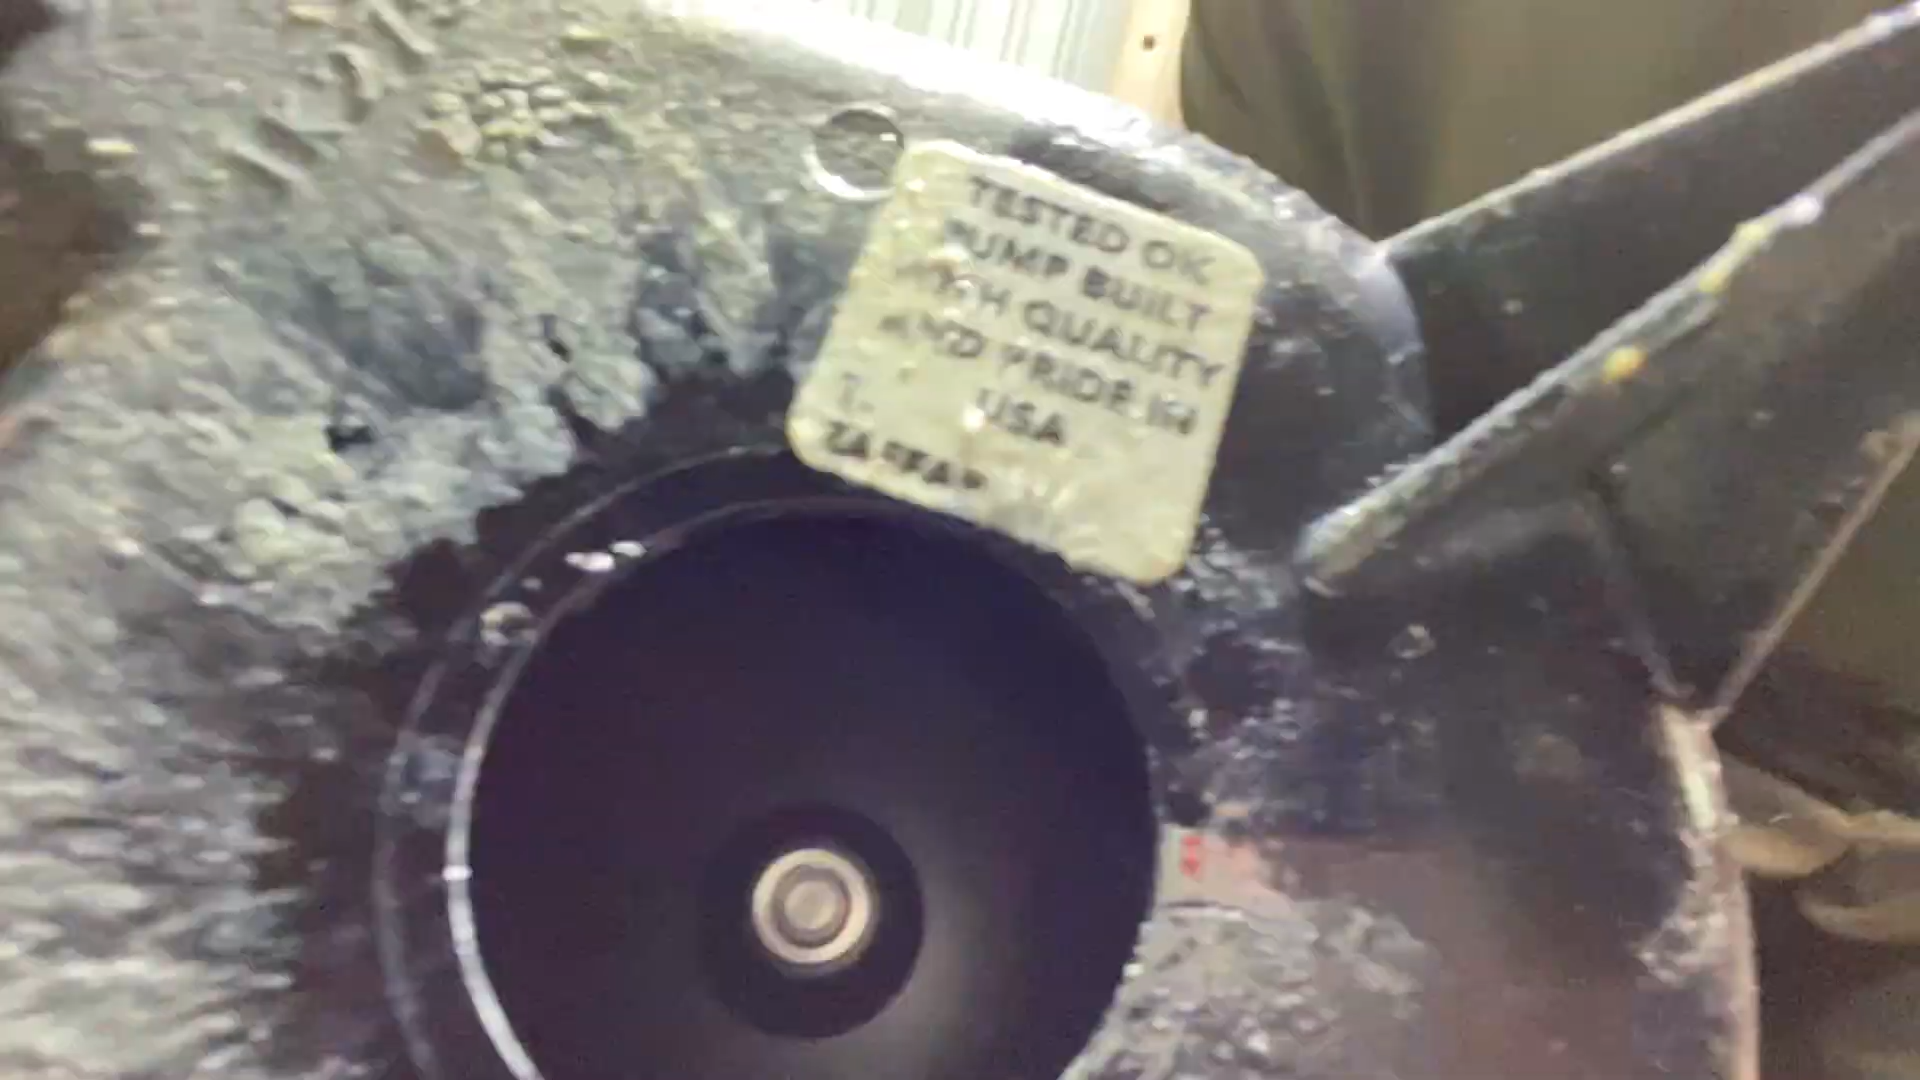 TESTED OK
PUMP BUILT
WITH QUALITY
AND PRIDE IN
USA